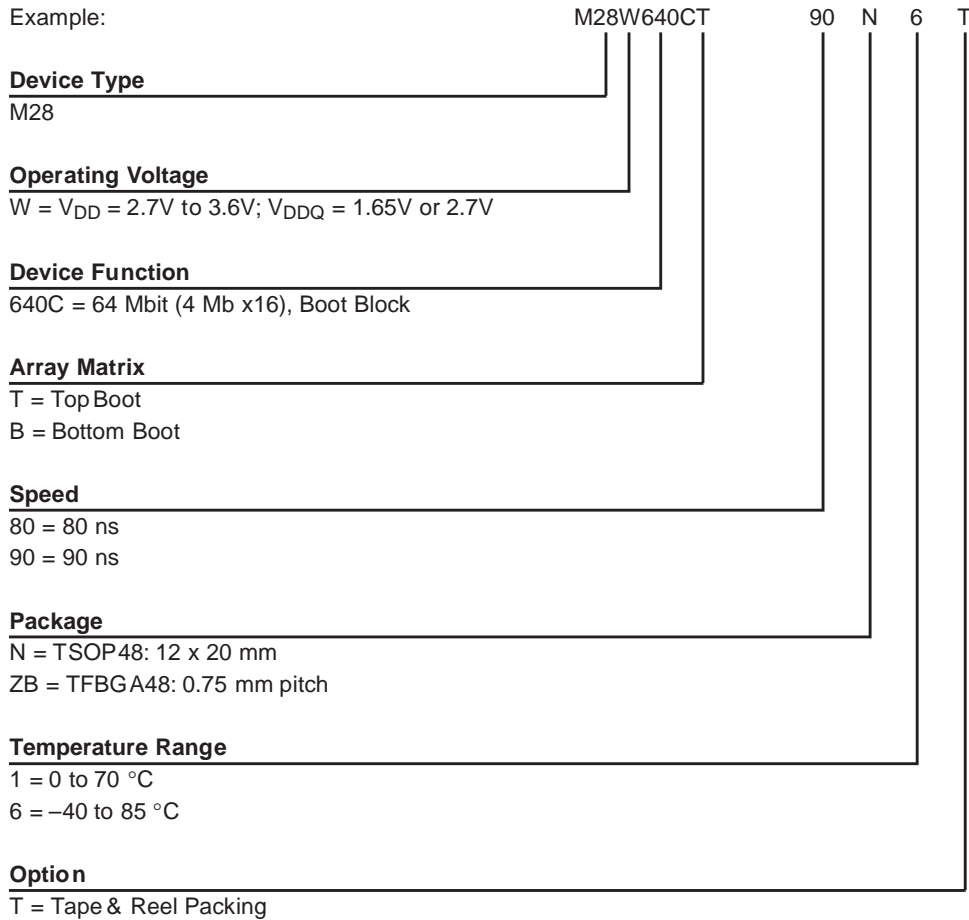 Example: M28W640CT 90 N 6 T
Device Type
M28
Operating Voltage
W = VDD = 2.7V to 3.6V; VDDQ = 1.65V or 2.7V
Device Function
640C = 64 Mbit (4 Mb x16), Boot Block
Array Matrix
T = Top Boot
B = Bottom Boot
Speed
80 = 80 ns
90 = 90 ns
Package
N = TSOP48: 12 x 20 mm
ZB = TFBGA48: 0.75 mm pitch
Temperature Range
1 = 0 to 70 °C
6 = –40 to 85 °C
Option
T = Tape & Reel Packing